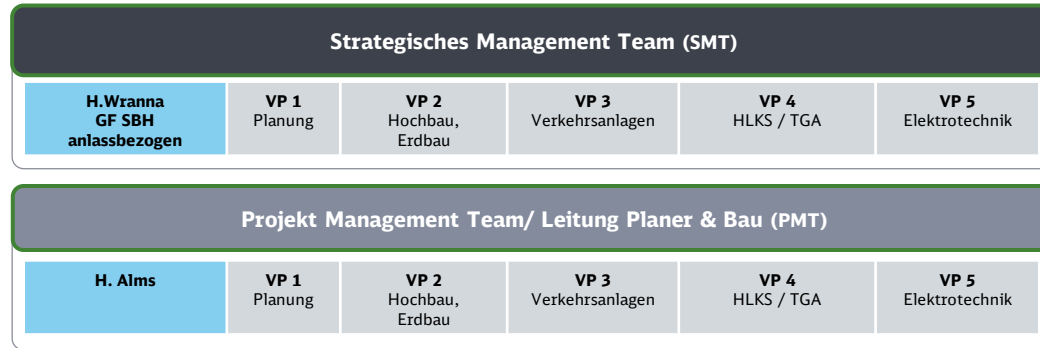 Strategisches Management Team (SMT)
H.Wranna
GF SBH
anlassbezogen
VP 1
Planung
VP 2
Hochbau,
Erdbau
VP 3
Verkehrsanlagen
VP 4
HLKS / TGA
VP 5
Elektrotechnik
Projekt Management Team/ Leitung Planer & Bau (PMT)
H. Alms
VP 1
Planung
VP 2
Hochbau,
Erdbau
VP 3
Verkehrsanlagen
VP 4
HLKS / TGA
VP 5
Elektrotechnik